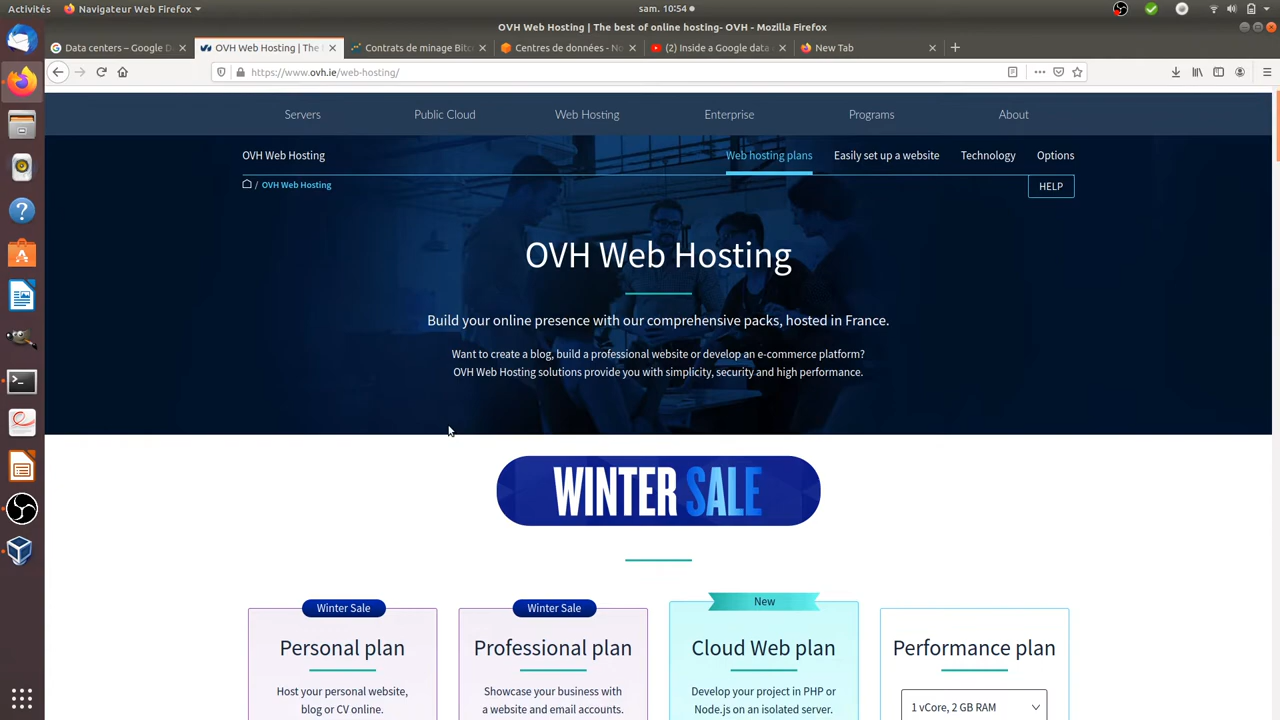 Activités
Navigateur Web Firefox
sam. 10:54
OVH Web Hosting | The best of online hosting- OVH - Mozilla Firefox
Data centers – Google D
OVH Web Hosting | The
Contrats de minage Bitc
Centres de données - No
(2) Inside a Google data
New Tab
https://www.ovh.ie/web-hosting/
Servers
Public Cloud
Web Hosting
Enterprise
Programs
About
OVH Web Hosting
Web hosting plans
Easily set up a website
Technology
Options
/ OVH Web Hosting
HELP
OVH Web Hosting
Build your online presence with our comprehensive packs, hosted in France.
Want to create a blog, build a professional website or develop an e-commerce platform?
OVH Web Hosting solutions provide you with simplicity, security and high performance.
WINTER SALE
Winter Sale
Winter Sale
New
Personal plan
Professional plan
Cloud Web plan
Performance plan
Host your personal website,
blog or CV online.
Showcase your business with
a website and email accounts.
Develop your project in PHP or
Node.js on an isolated server.
1 vCore, 2 GB RAM